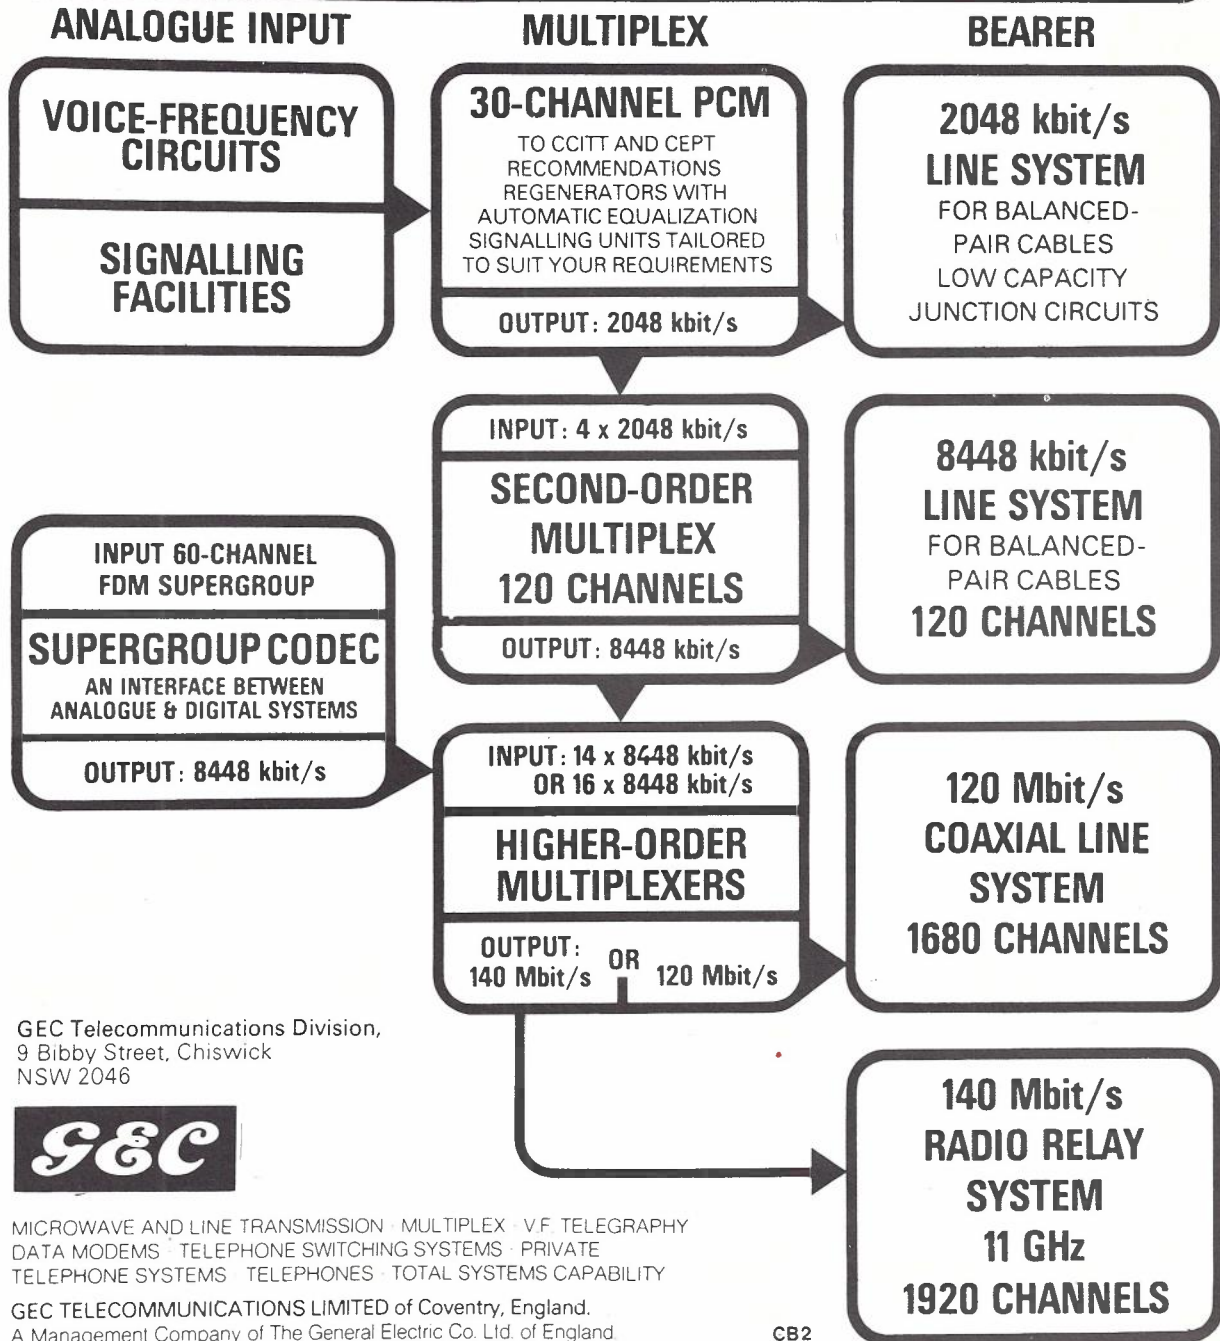 ANALOGUE INPUT
MULTIPLEX
BEARER
VOICE-FREQUENCY
CIRCUITS
SIGNALLING
FACILITIES
30-CHANNEL PCM
TO CCITT AND CEPT
RECOMMENDATIONS
REGENERATORS WITH
AUTOMATIC EQUALIZATION
SIGNALLING UNITS TAILORED
TO SUIT YOUR REQUIREMENTS
OUTPUT: 2048 kbit/s
2048 kbit/s
LINE SYSTEM
FOR BALANCED-
PAIR CABLES
LOW CAPACITY
JUNCTION CIRCUITS
INPUT: 4 x 2048 kbit/s
SECOND-ORDER
MULTIPLEX
120 CHANNELS
OUTPUT: 8448 kbit/s
8448 kbit/s
LINE SYSTEM
FOR BALANCED-
PAIR CABLES
120 CHANNELS
INPUT 60-CHANNEL
FDM SUPERGROUP
SUPERGROUP CODEC
AN INTERFACE BETWEEN
ANALOGUE & DIGITAL SYSTEMS
OUTPUT: 8448 kbit/s
INPUT: 14 x 8448 kbit/s
OR 16 x 8448 kbit/s
HIGHER-ORDER
MULTIPLEXERS
OUTPUT:
140 Mbit/s OR 120 Mbit/s
120 Mbit/s
COAXIAL LINE
SYSTEM
1680 CHANNELS
140 Mbit/s
RADIO RELAY
SYSTEM
11 GHz
1920 CHANNELS
GEC Telecommunications Division,
9 Bibby Street, Chiswick
NSW 2046
GEC
MICROWAVE AND LINE TRANSMISSION · MULTIPLEX · V.F. TELEGRAPHY
DATA MODEMS · TELEPHONE SWITCHING SYSTEMS · PRIVATE
TELEPHONE SYSTEMS · TELEPHONES · TOTAL SYSTEMS CAPABILITY
GEC TELECOMMUNICATIONS LIMITED of Coventry, England.
A Management Company of The General Electric Co. Ltd. of England.
CB2